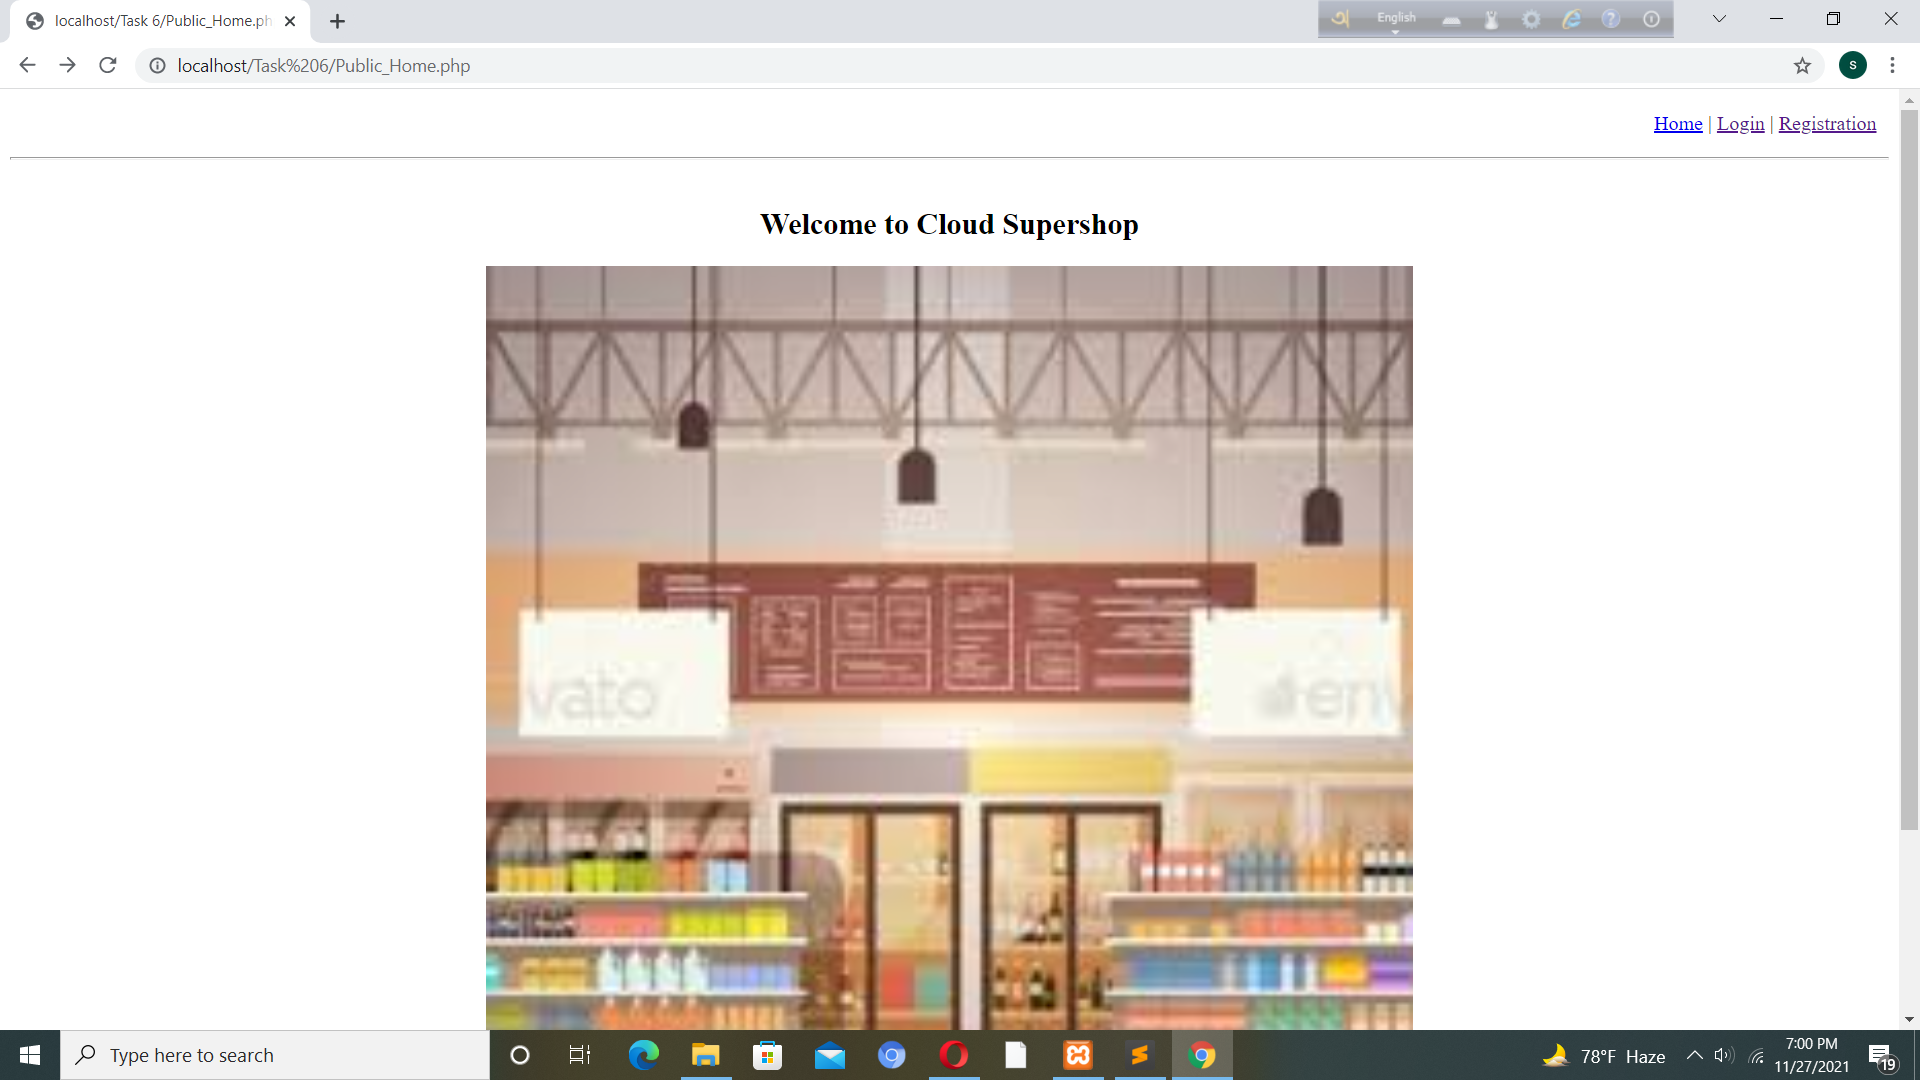 localhost/Task 6/Public_Home.ph
English
localhost/Task%206/Public_Home.php
S
Home | Login | Registration
Welcome to Cloud Supershop
vato
env
Type here to search
78°F Haze
7:00 PM
11/27/2021
19